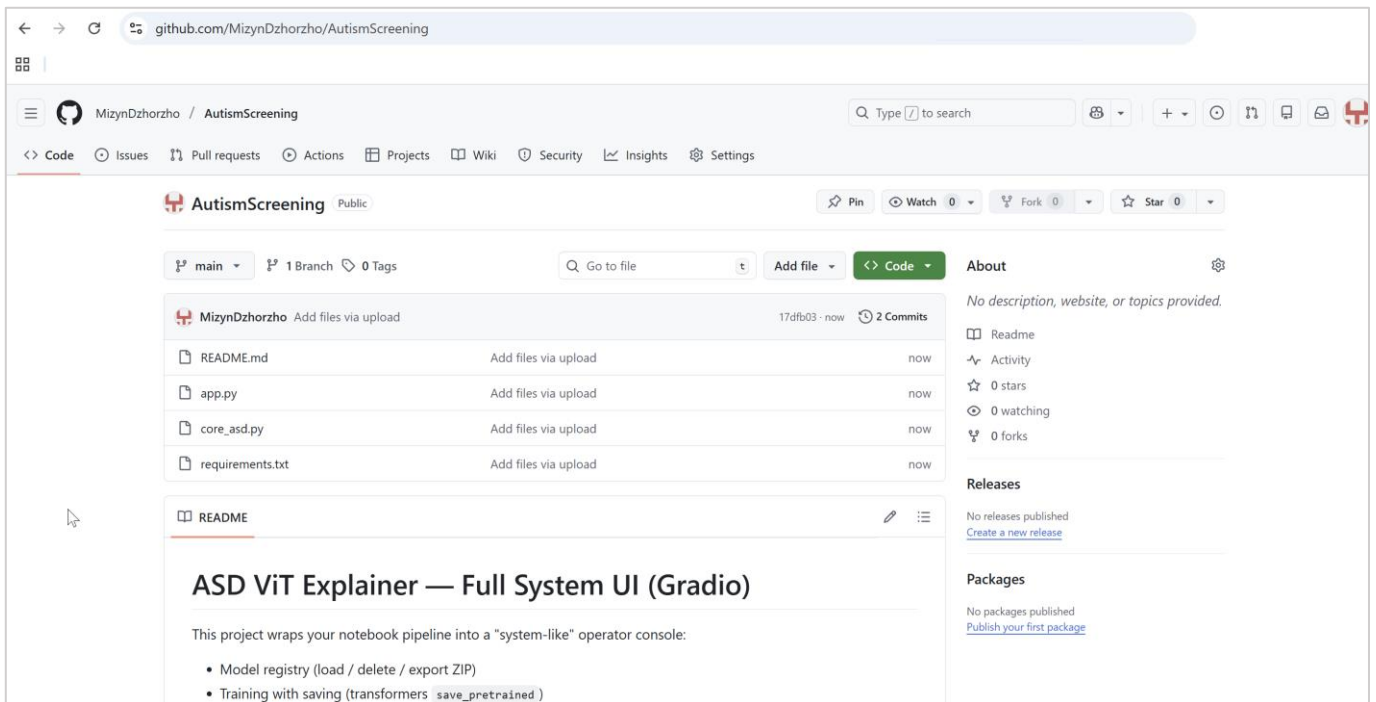 github.com/MizynDzhorzho/AutismScreening
MizynDzhorzho / AutismScreening
Type / to search
Code Issues Pull requests Actions Projects Wiki Security Insights Settings
AutismScreening Public
Pin Watch 0 Fork 0 Star 0
main 1 Branch 0 Tags Go to file t Add file Code
About
No description, website, or topics provided.
MizynDzhorzho Add files via upload 17dfb03 · now 2 Commits
README.md Add files via upload now
app.py Add files via upload now
core_asd.py Add files via upload now
requirements.txt Add files via upload now
Readme
Activity
0 stars
0 watching
0 forks
Releases
No releases published
Create a new release
Packages
No packages published
Publish your first package
README
ASD ViT Explainer — Full System UI (Gradio)
This project wraps your notebook pipeline into a "system-like" operator console:
• Model registry (load / delete / export ZIP)
• Training with saving (transformers save_pretrained )